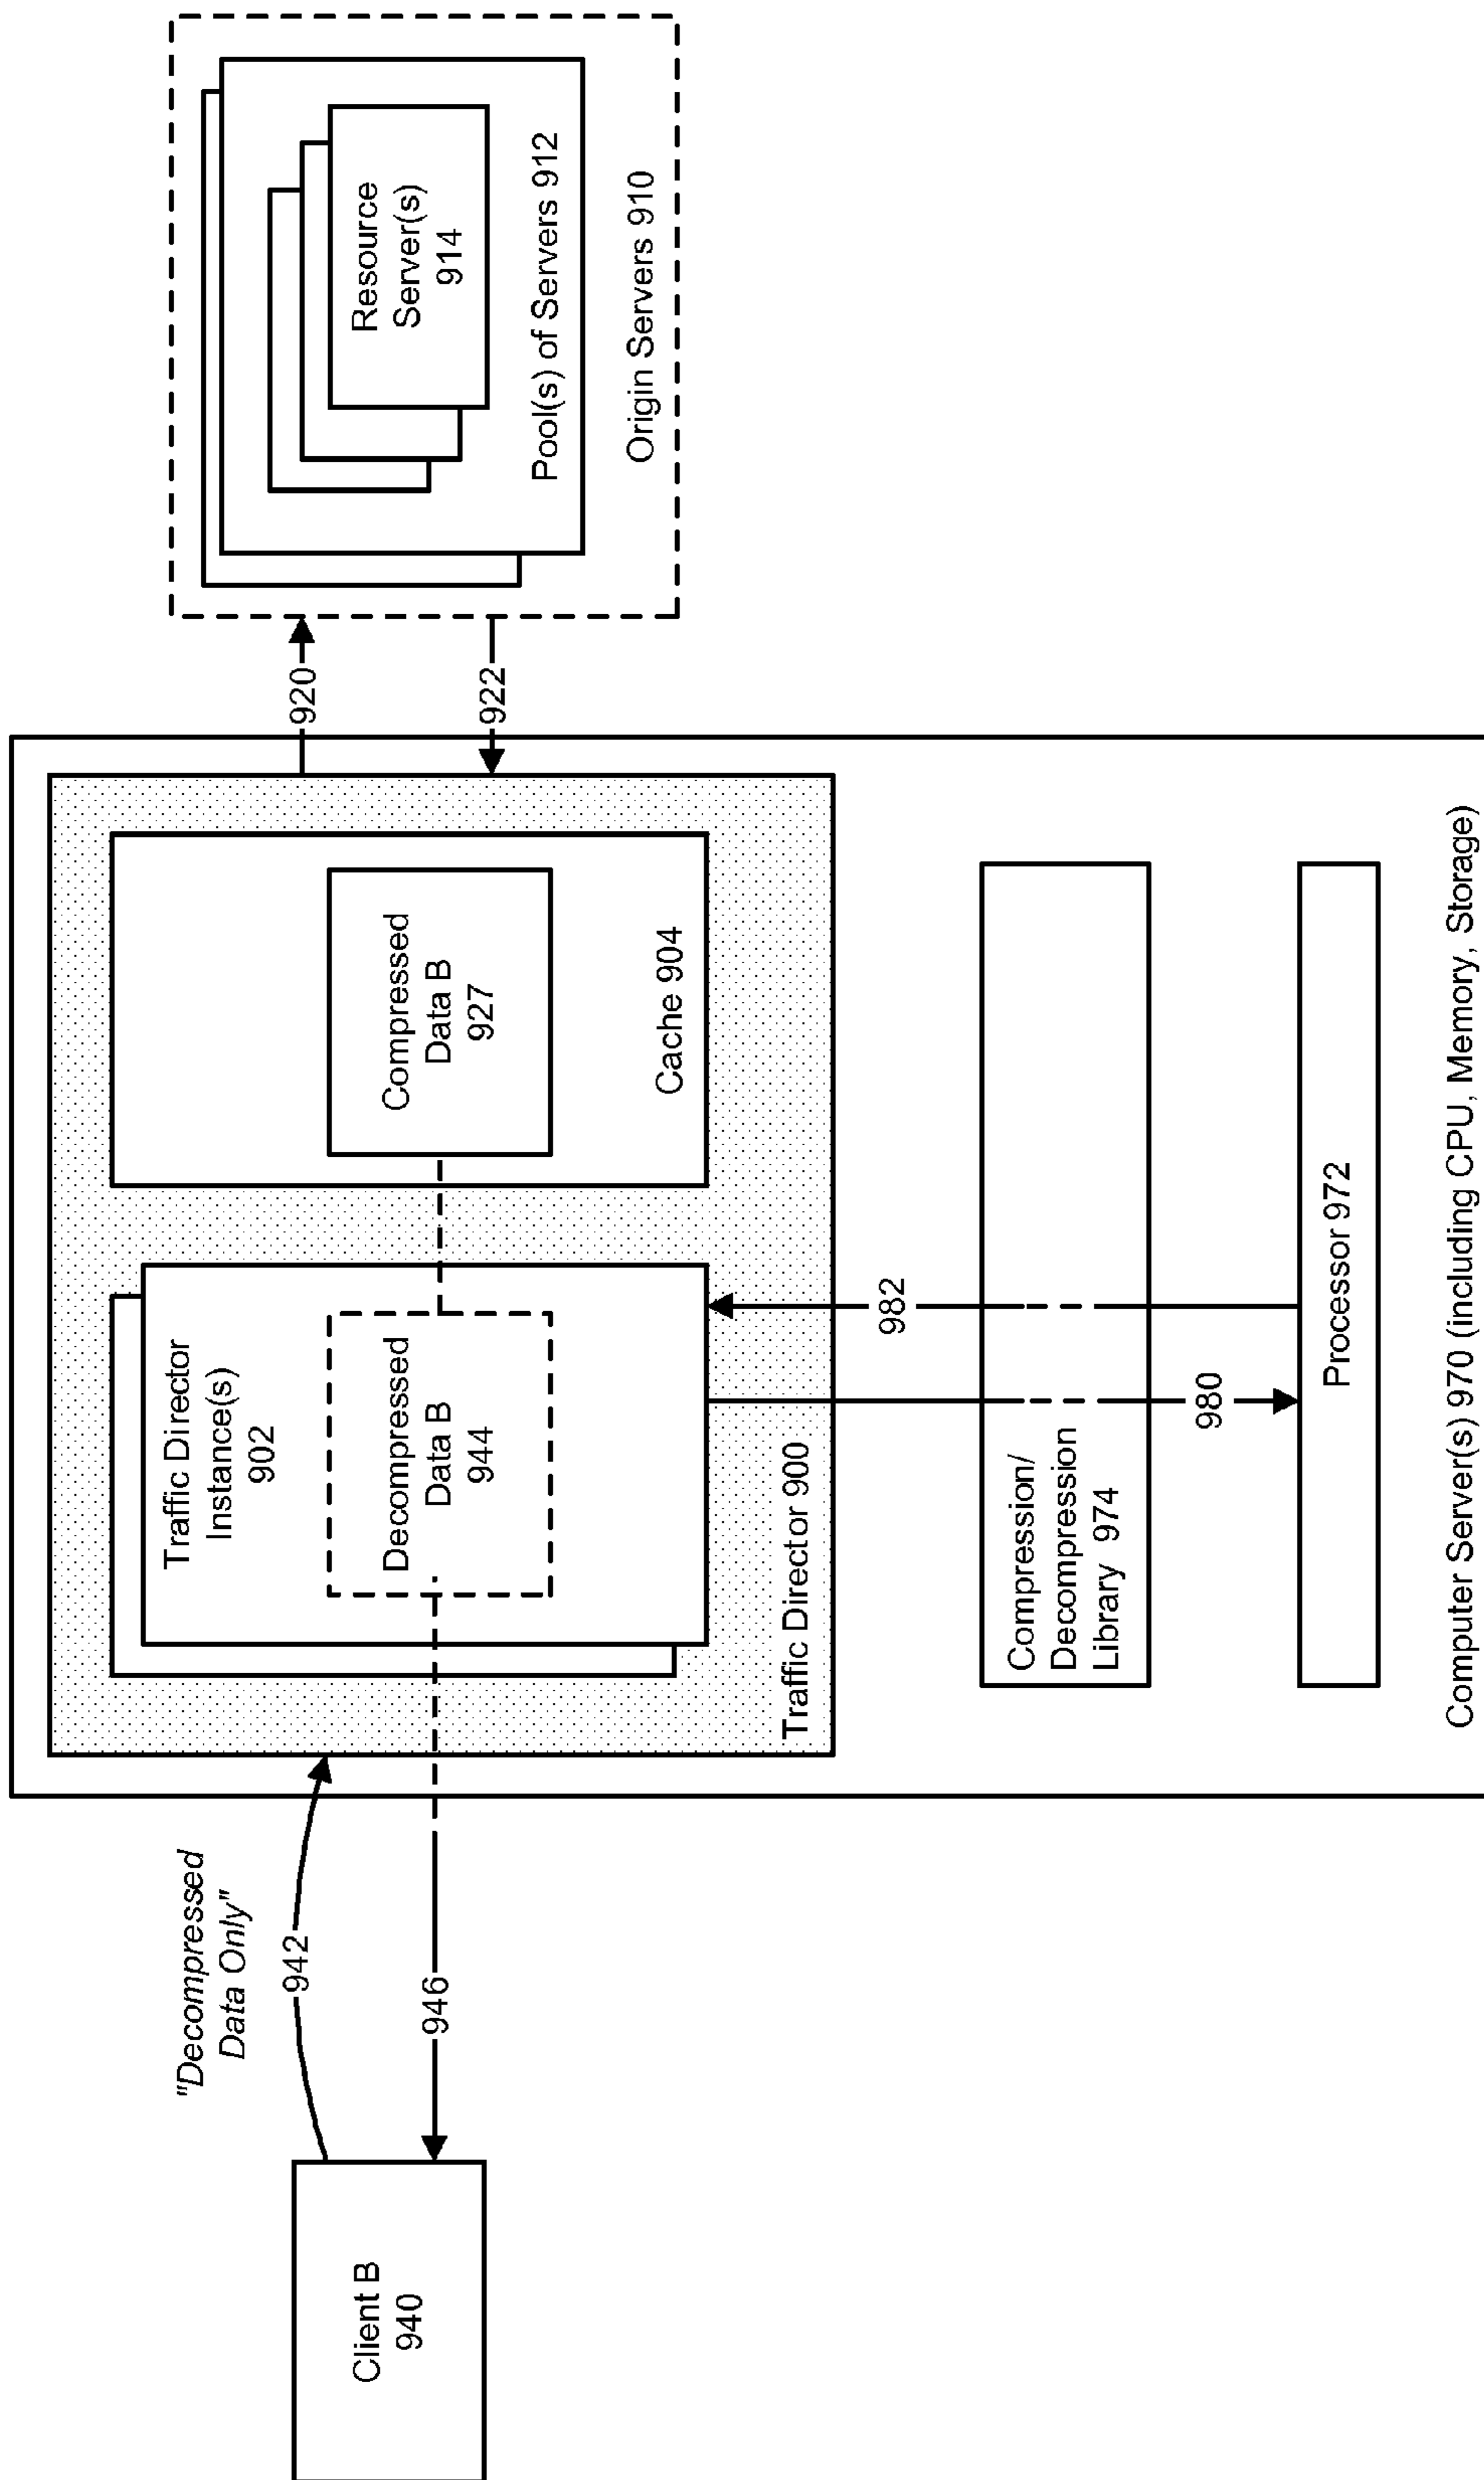 "Decompressed
Data Only"
Client B
940
942
946
Traffic Director
Instance(s)
902
Decompressed
Data B
944
Compressed
Data B
927
Cache 904
Traffic Director 900
920
922
Resource
Server(s)
914
Pool(s) of Servers 912
Origin Servers 910
982
980
Compression/
Decompression
Library 974
Processor 972
Computer Server(s) 970 (including CPU, Memory, Storage)